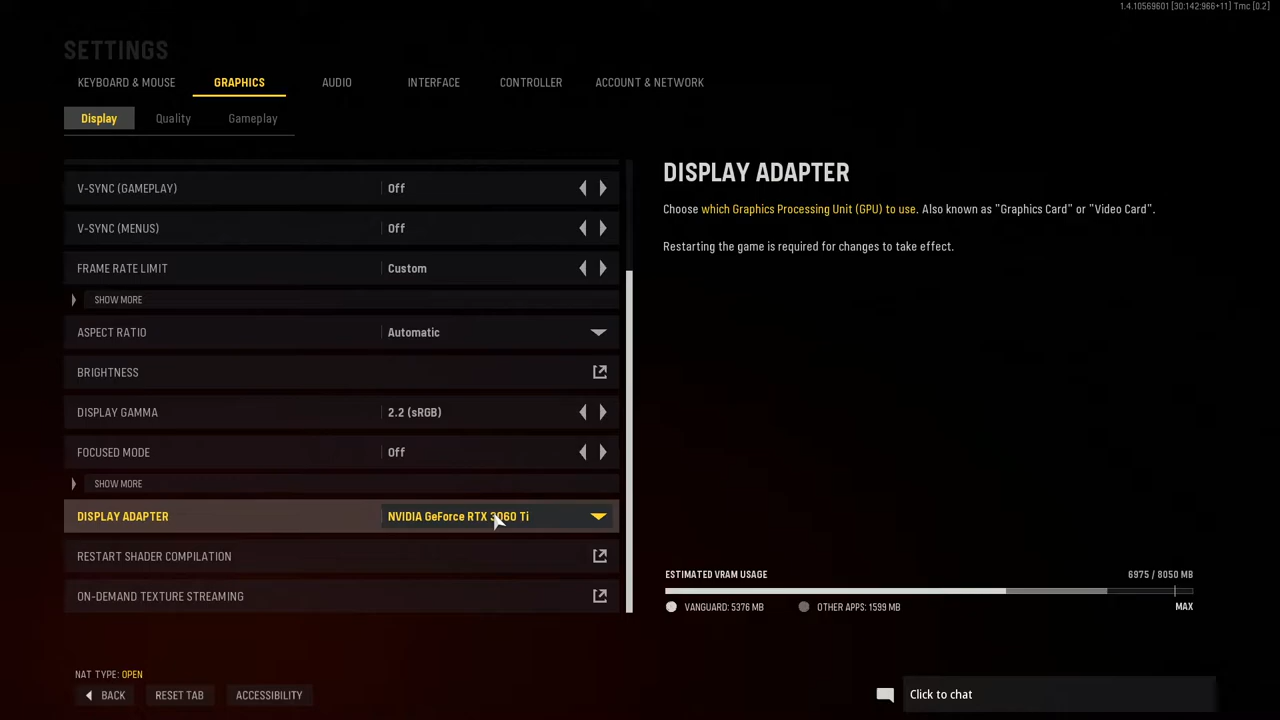 1.4.10569601 [30:142:966+11] Tmc [0.2]
SETTINGS
KEYBOARD & MOUSE GRAPHICS AUDIO INTERFACE CONTROLLER ACCOUNT & NETWORK
Display Quality Gameplay
V-SYNC (GAMEPLAY) Off
V-SYNC (MENUS) Off
FRAME RATE LIMIT Custom
SHOW MORE
ASPECT RATIO Automatic
BRIGHTNESS
DISPLAY GAMMA 2.2 (sRGB)
FOCUSED MODE Off
SHOW MORE
DISPLAY ADAPTER NVIDIA GeForce RTX 3060 Ti
RESTART SHADER COMPILATION
ON-DEMAND TEXTURE STREAMING
DISPLAY ADAPTER
Choose which Graphics Processing Unit (GPU) to use. Also known as "Graphics Card" or "Video Card".
Restarting the game is required for changes to take effect.
ESTIMATED VRAM USAGE 6975 / 8050 MB
VANGUARD: 5376 MB OTHER APPS: 1599 MB MAX
NAT TYPE: OPEN
BACK RESET TAB ACCESSIBILITY
Click to chat